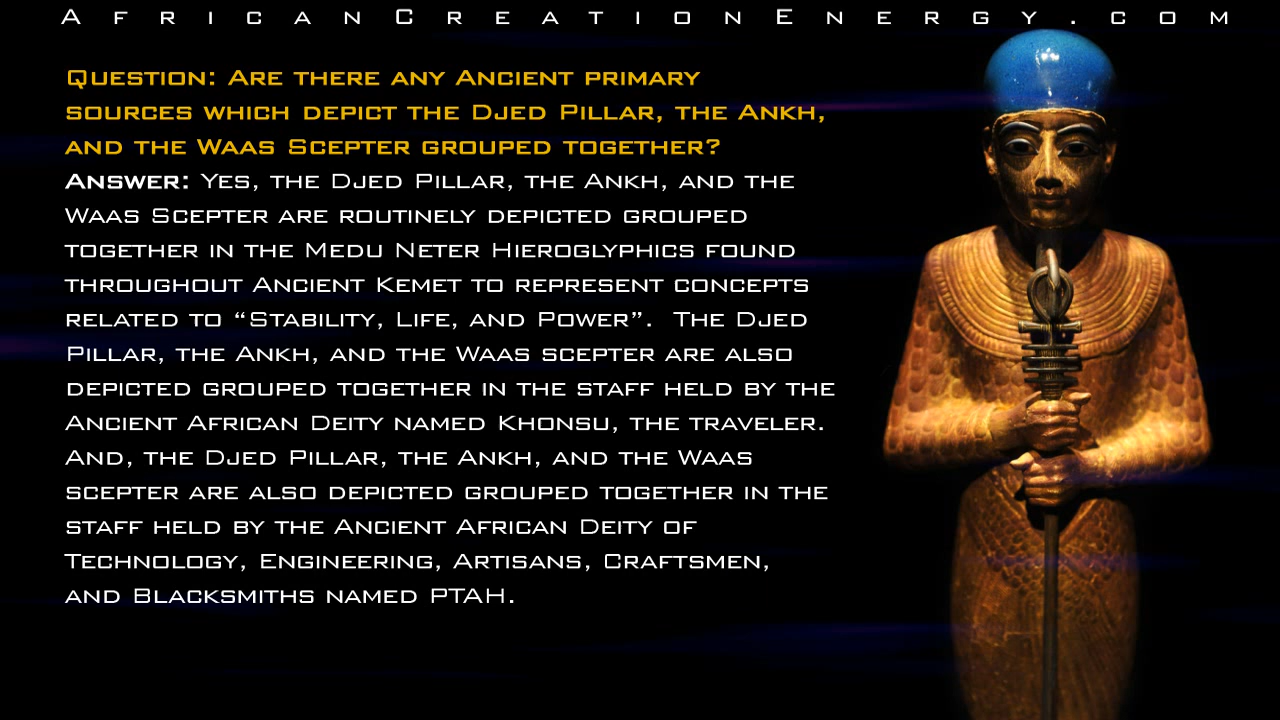 AfricanCreationEnergy.com
Question: Are there any Ancient primary
sources which depict the Djed Pillar, the Ankh,
and the Waas Scepter grouped together?
Answer: Yes, the Djed Pillar, the Ankh, and the
Waas Scepter are routinely depicted grouped
together in the Medu Neter Hieroglyphics found
throughout Ancient Kemet to represent concepts
related to “Stability, Life, and Power”. The Djed
Pillar, the Ankh, and the Waas scepter are also
depicted grouped together in the staff held by the
Ancient African Deity named Khonsu, the traveler.
And, the Djed Pillar, the Ankh, and the Waas
scepter are also depicted grouped together in the
staff held by the Ancient African Deity of
Technology, Engineering, Artisans, Craftsmen,
and Blacksmiths named PTAH.